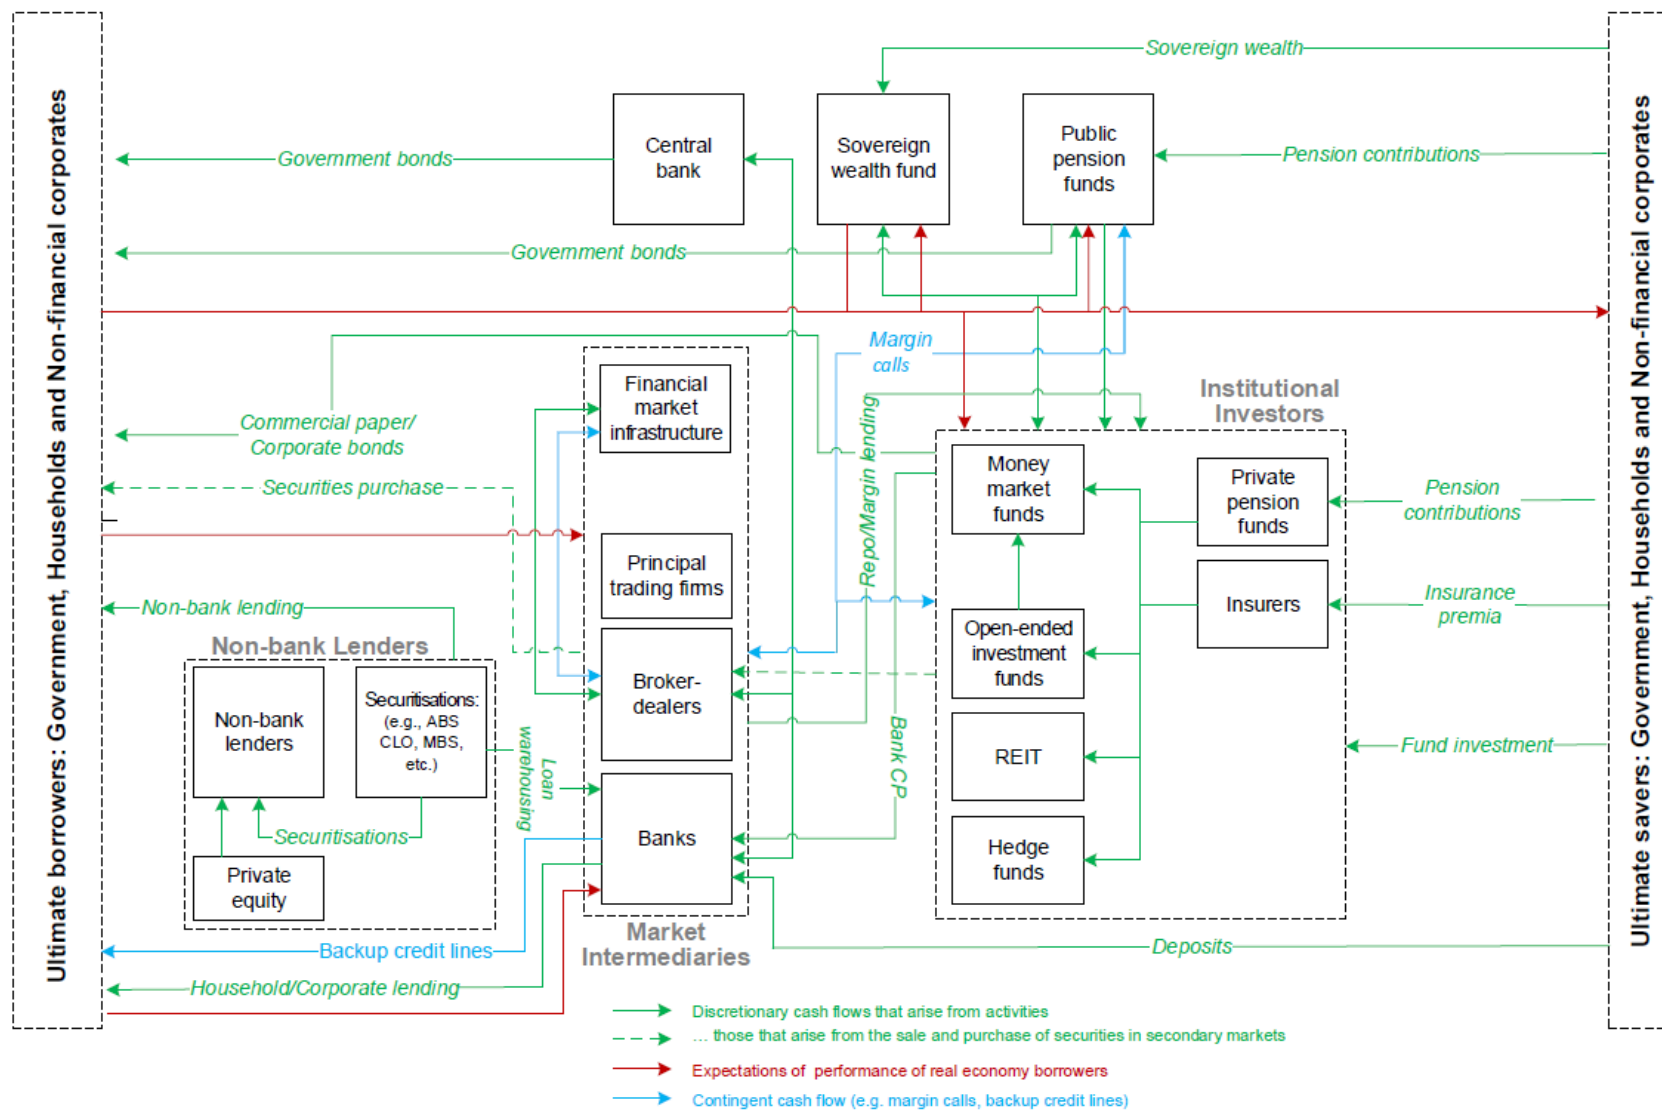 Ultimate borrowers: Government, Households and Non-financial corporates
Sovereign wealth
Central
bank
Sovereign
wealth fund
Public
pension
funds
Government bonds
Pension contributions
Government bonds
Margin
calls
Financial
market
infrastructure
Institutional
Investors
Commercial paper/
Corporate bonds
Repo/Margin lending
Money
market
funds
Private
pension
funds
Pension
contributions
Securities purchase
Principal
trading firms
Non-bank lending
Insurers
Insurance
premia
Non-bank Lenders
Open-ended
investment
funds
Broker-
dealers
Non-bank
lenders
Securitisations:
(e.g., ABS
CLO, MBS,
etc.)
Loan
warehousing
Bank CP
REIT
Fund investment
Securitisations
Banks
Hedge
funds
Private
equity
Market
Intermediaries
Backup credit lines
Deposits
Household/Corporate lending
Ultimate savers: Government, Households and Non-financial corporates
Discretionary cash flows that arise from activities
... those that arise from the sale and purchase of securities in secondary markets
Expectations of performance of real economy borrowers
Contingent cash flow (e.g. margin calls, backup credit lines)